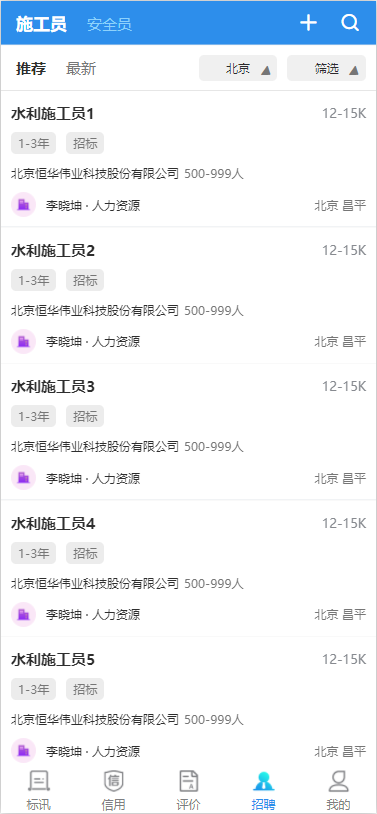 施工员 安全员
推荐 最新 北京 筛选
水利施工员1 12-15K
1-3年 招标
北京恒华伟业科技股份有限公司 500-999人
李晓坤 · 人力资源 北京 昌平
水利施工员2 12-15K
1-3年 招标
北京恒华伟业科技股份有限公司 500-999人
李晓坤 · 人力资源 北京 昌平
水利施工员3 12-15K
1-3年 招标
北京恒华伟业科技股份有限公司 500-999人
李晓坤 · 人力资源 北京 昌平
水利施工员4 12-15K
1-3年 招标
北京恒华伟业科技股份有限公司 500-999人
李晓坤 · 人力资源 北京 昌平
水利施工员5 12-15K
1-3年 招标
北京恒华伟业科技股份有限公司 500-999人
李晓坤 · 人力资源 北京 昌平
信 A
标讯 信用 评价 招聘 我的